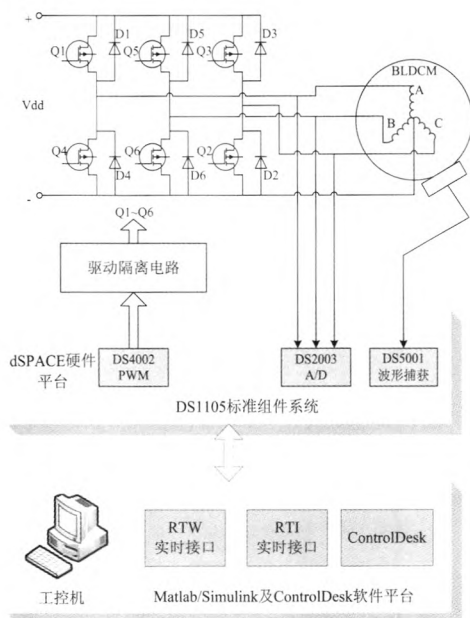 +
D1
D5
D3
Q1
Q5
Q3
BLDCM
A
Vdd
B
C
Q4
Q6
Q2
D4
D6
D2
-
Q1~Q6
驱动隔离电路
dSPACE硬件
平台
DS4002
PWM
DS2003
A/D
DS5001
波形捕获
DS1105标准组件系统
RTW
实时接口
RTI
实时接口
ControlDesk
工控机
Matlab/Simulink及ControlDesk软件平台